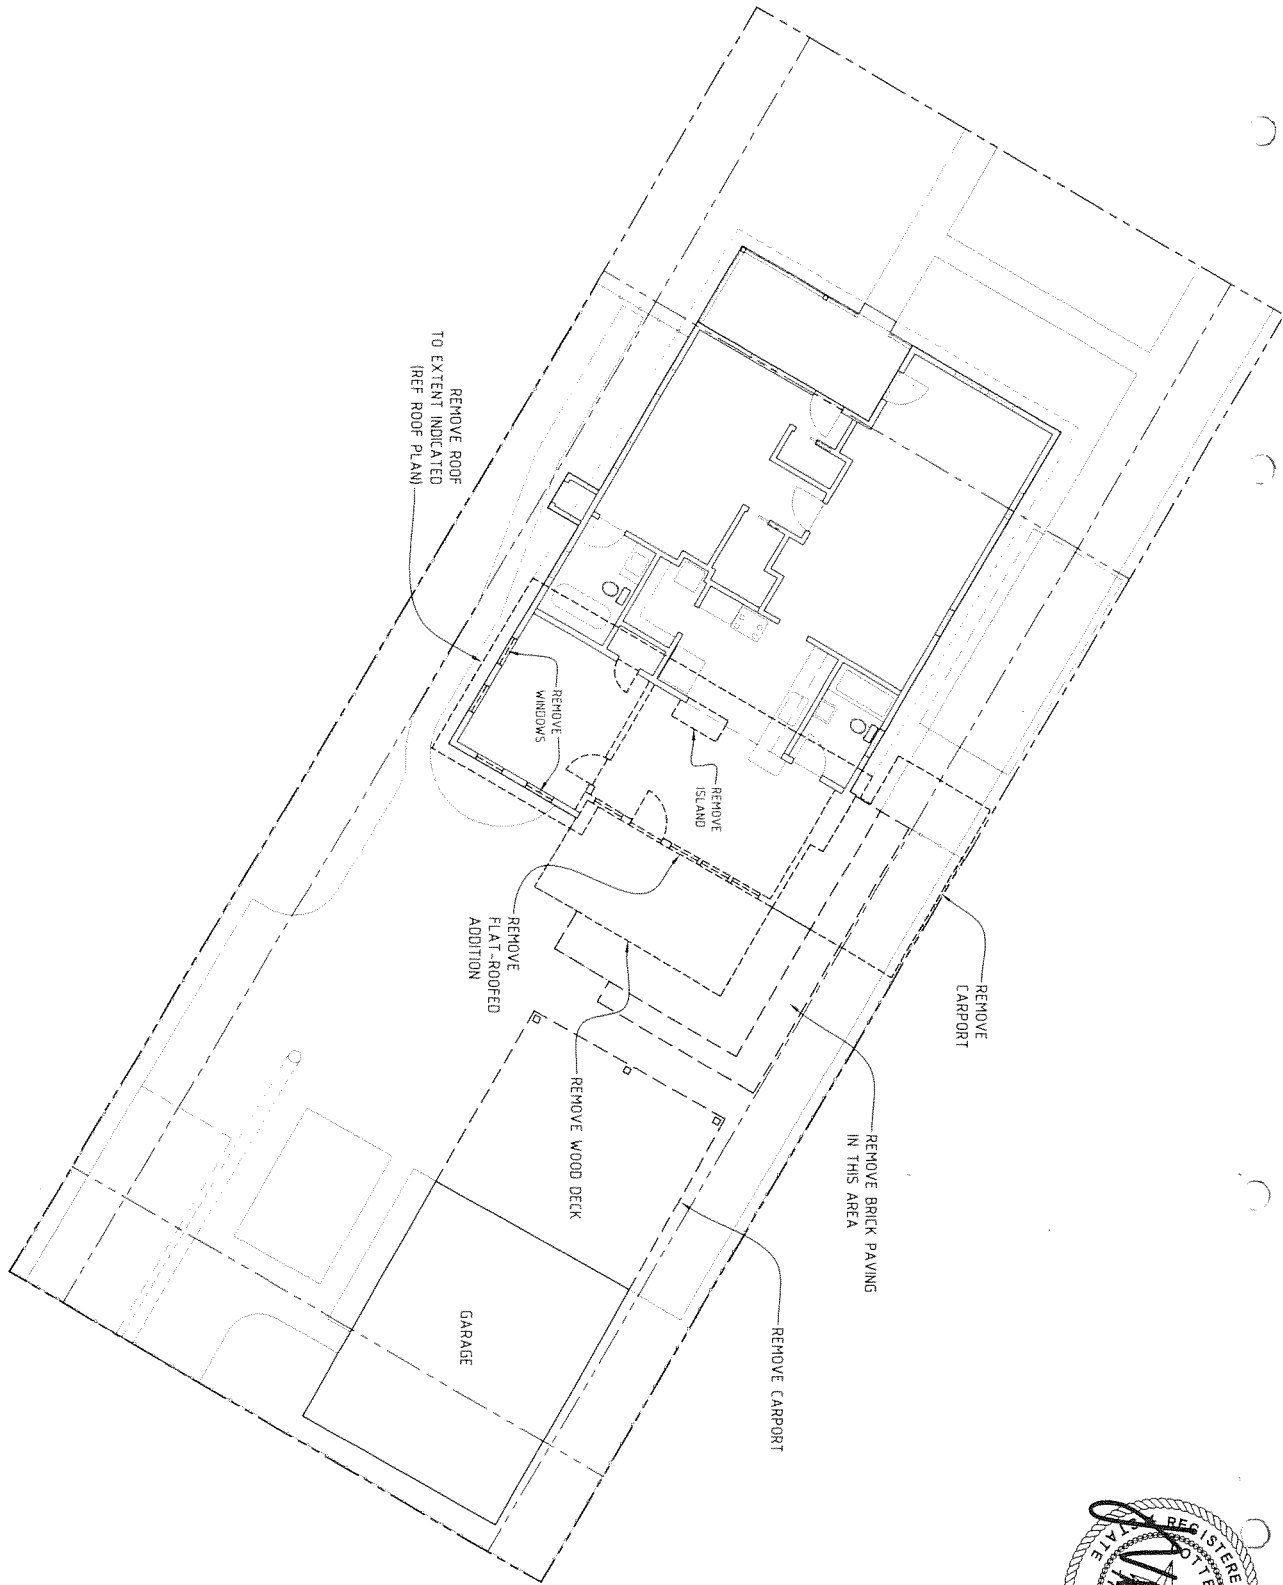 REMOVE ROOF
TO EXTENT INDICATED
(REF ROOF PLAN)
REMOVE
WINDOWS
REMOVE
ISLAND
REMOVE
FLAT-ROOFED
ADDITION
REMOVE WOOD DECK
REMOVE
CARPORT
REMOVE BRICK PAVING
IN THIS AREA
REMOVE CARPORT
GARAGE
REGISTERE
STATE
OTTE